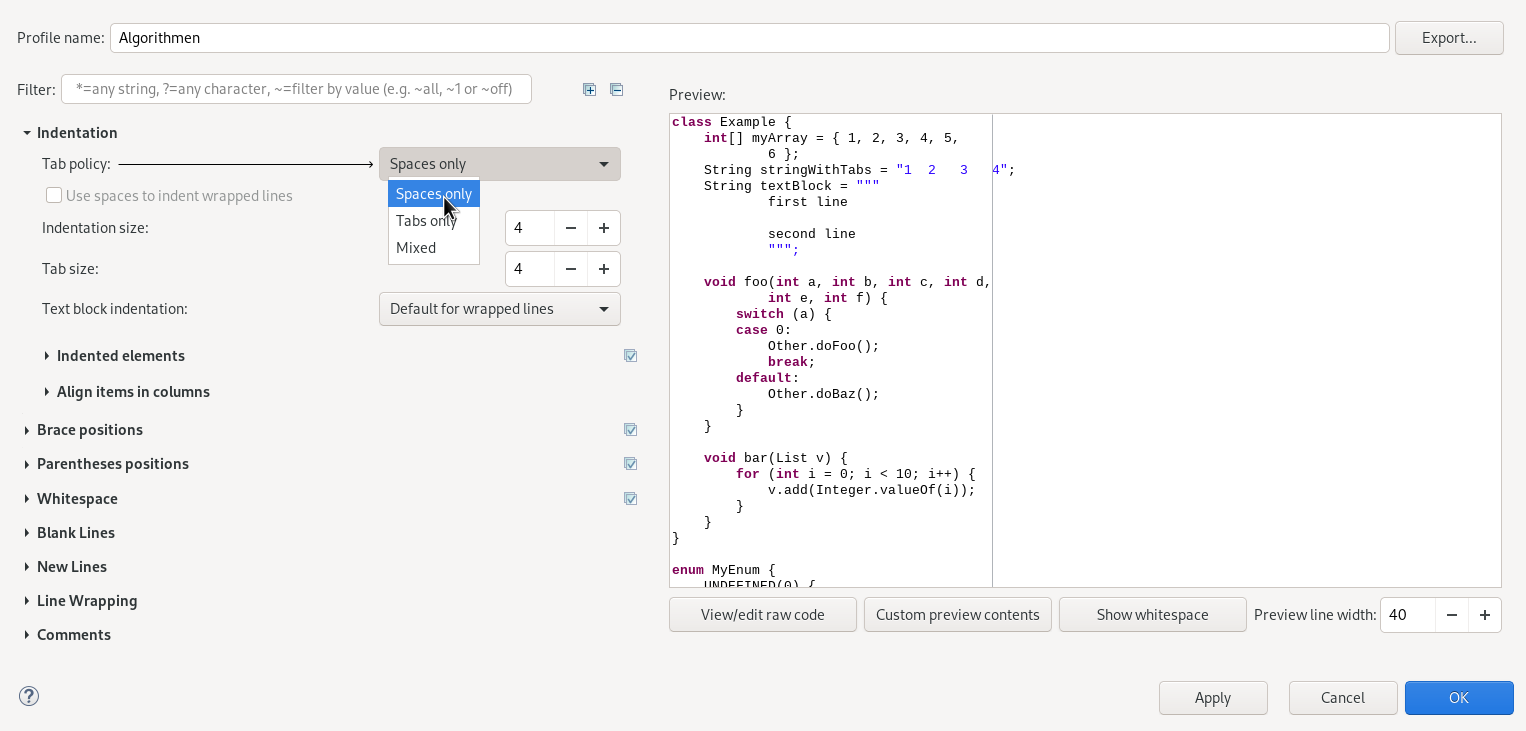 Profile name: Algorithmen Export...
Filter: *=any string, ?=any character, ~=filter by value (e.g. ~all, ~1 or ~off)
Indentation
Tab policy: Spaces only
Spaces only
Tabs only
Mixed
Use spaces to indent wrapped lines
Indentation size: 4 − +
Tab size: 4 − +
Text block indentation: Default for wrapped lines
Indented elements
Align items in columns
Brace positions
Parentheses positions
Whitespace
Blank Lines
New Lines
Line Wrapping
Comments
Preview:
class Example {
    int[] myArray = { 1, 2, 3, 4, 5,
            6 };
    String stringWithTabs = "1  2   3   4";
    String textBlock = """
            first line

            second line
            """;

    void foo(int a, int b, int c, int d,
            int e, int f) {
        switch (a) {
        case 0:
            Other.doFoo();
            break;
        default:
            Other.doBaz();
        }
    }

    void bar(List v) {
        for (int i = 0; i < 10; i++) {
            v.add(Integer.valueOf(i));
        }
    }
}

enum MyEnum {
    UNDEFINED(0) {
View/edit raw code Custom preview contents Show whitespace Preview line width: 40 − +
? Apply Cancel OK